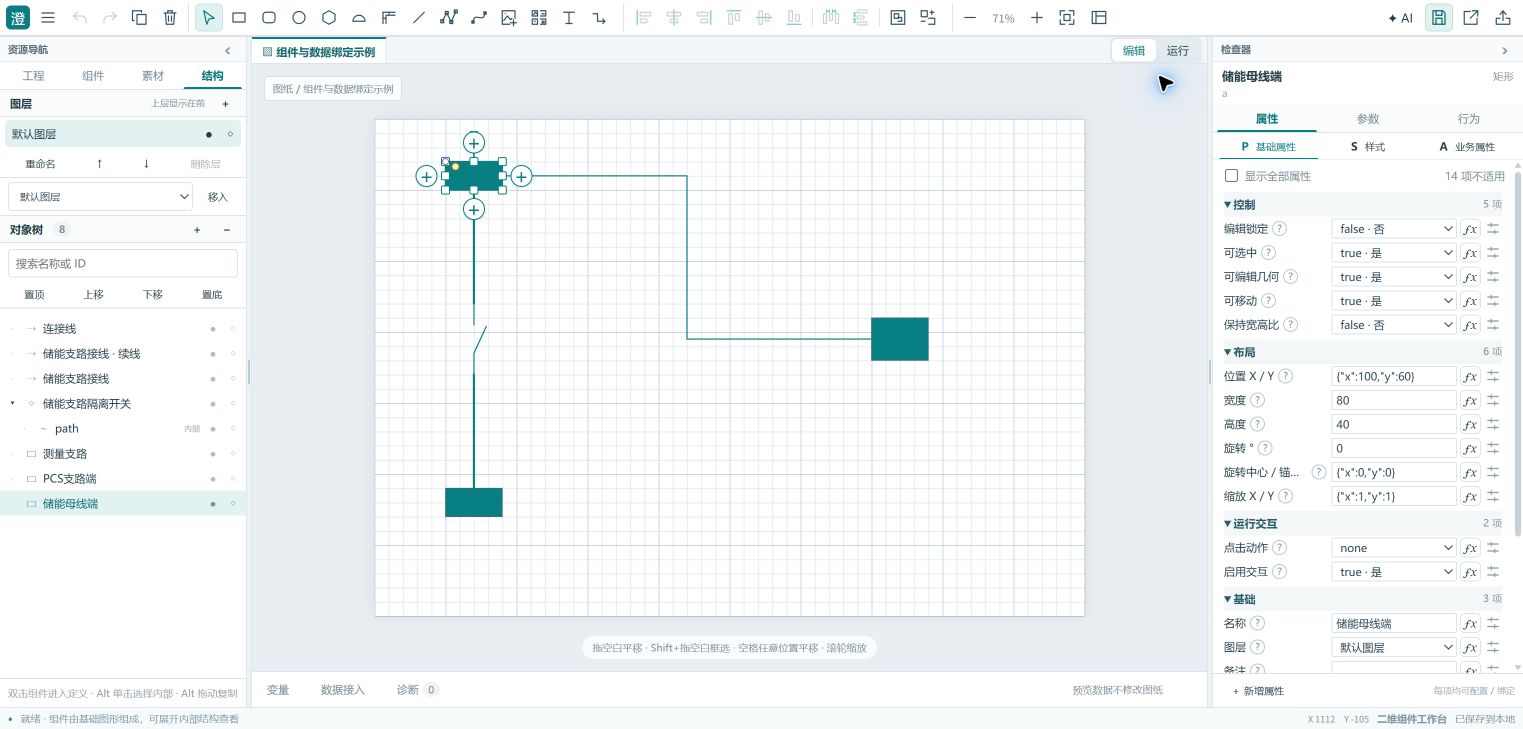 澄
71%
AI
资源导航
工程 组件 素材 结构
图层 上层显示在前 +
默认图层
重命名 ↑ ↓ 删除层
默认图层 移入
对象树 8 + −
搜索名称或 ID
置顶 上移 下移 置底
连接线
储能支路接线 · 续线
储能支路接线
储能支路隔离开关
path 内部
测量支路
PCS支路端
储能母线端
双击组件进入定义 · Alt 单击选择内部 · Alt 拖动复制
组件与数据绑定示例
编辑 运行
图纸 / 组件与数据绑定示例
拖空白平移 · Shift+拖空白框选 · 空格任意位置平移 · 滚轮缩放
变量 数据接入 诊断 0 预览数据不修改图纸
检查器
储能母线端 矩形
a
属性 参数 行为
P 基础属性 S 样式 A 业务属性
显示全部属性 14 项不适用
控制 5 项
编辑锁定 ? false · 否 ƒx
可选中 ? true · 是 ƒx
可编辑几何 ? true · 是 ƒx
可移动 ? true · 是 ƒx
保持宽高比 ? false · 否 ƒx
布局 6 项
位置 X / Y ? {"x":100,"y":60} ƒx
宽度 ? 80 ƒx
高度 ? 40 ƒx
旋转 ° ? 0 ƒx
旋转中心 / 锚... ? {"x":0,"y":0} ƒx
缩放 X / Y ? {"x":1,"y":1} ƒx
运行交互 2 项
点击动作 ? none ƒx
启用交互 ? true · 是 ƒx
基础 3 项
名称 ? 储能母线端 ƒx
图层 ? 默认图层 ƒx
备注 ? ƒx
+ 新增属性 每项均可配置 / 绑定
就绪 · 组件由基础图形组成，可展开内部结构查看
X 1112 Y -105 二维组件工作台 已保存到本地